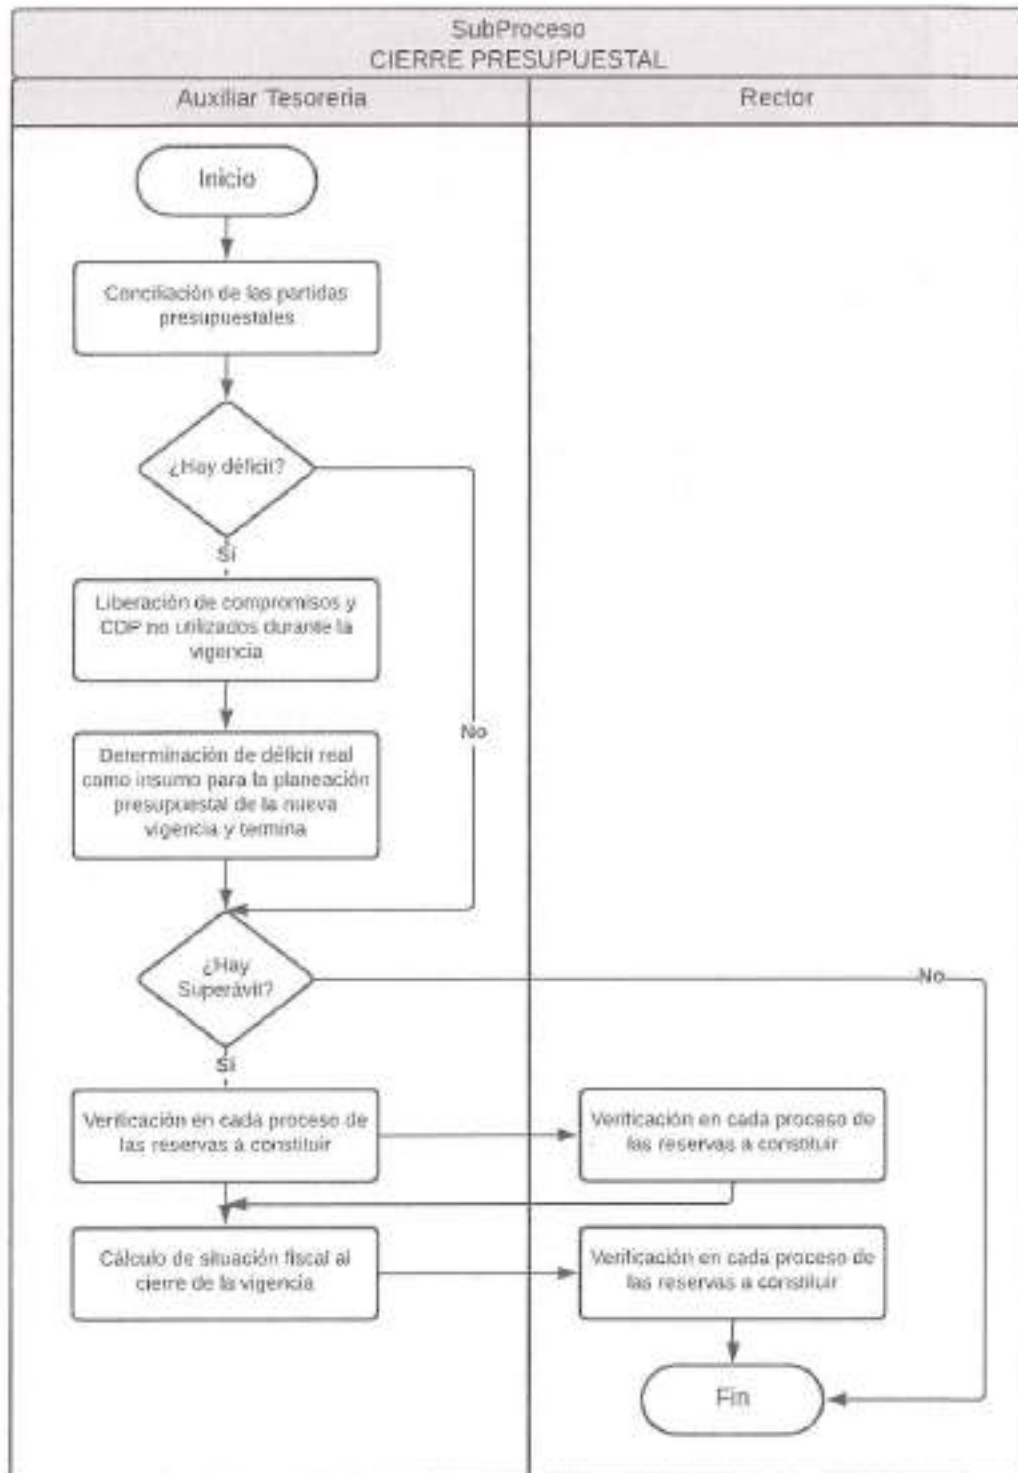 SubProceso
CIERRE PRESUPUESTAL
Auxiliar Tesoreria
Rector
Inicio
Conciliación de las partidas
presupuestales
¿Hay déficit?
Si
Liberación de compromisos y
CDP no utilizados durante la
vigencia
No
Determinación de déficit real
como insumo para la planeación
presupuestal de la nueva
vigencia y termina
¿Hay
Superávit?
No
Si
Verificación en cada proceso de
las reservas a constituir
Verificación en cada proceso de
las reservas a constituir
Cálculo de situación fiscal al
cierre de la vigencia
Verificación en cada proceso de
las reservas a constituir
Fin